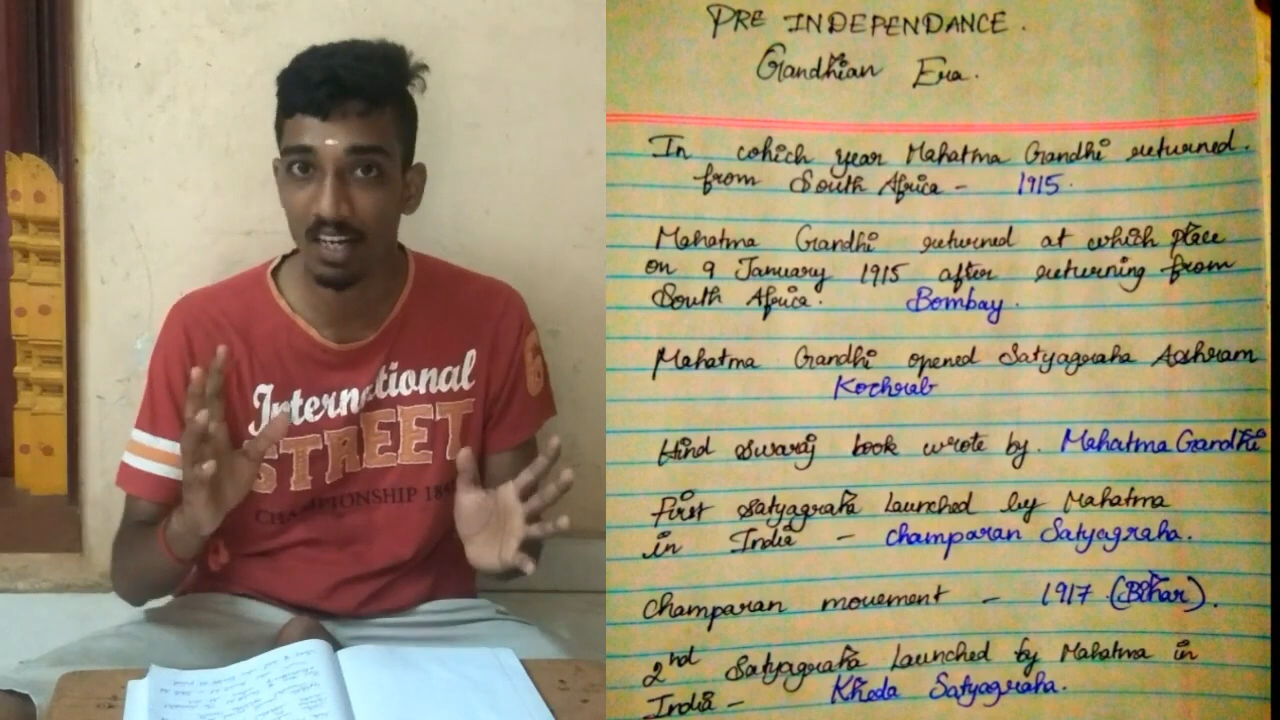 International
STREET
CHAMPIONSHIP 18
6
PRE INDEPENDANCE.
Gandhian Era.
In which year Mahatma Gandhi returned.
from South Africa - 1915.
Mahatma Gandhi returned at which place
on 9 January 1915 after returning from
South Africa. Bombay.
Mahatma Gandhi opened Satyagraha Ashram
Kochrab
Hind swaraj book wrote by. Mahatma Gandhi
First satyagraha launched by Mahatma
in India - champaran Satyagraha.
champaran movement - 1917 (Bihar).
2nd Satyagraha launched by Mahatma in
India - Kheda Satyagraha.